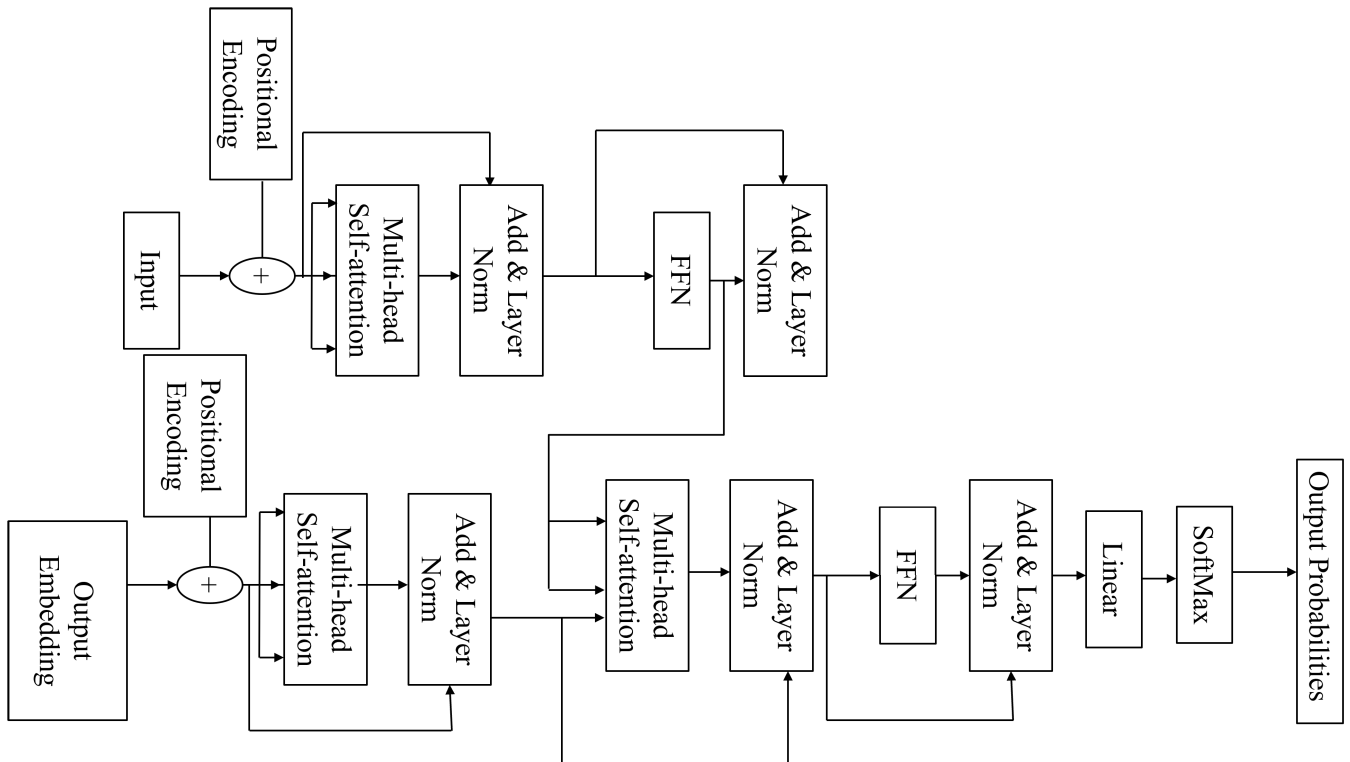 Positional
Encoding
Input
+
Multi-head
Self-attention
Add & Layer
Norm
FFN
Add & Layer
Norm
Positional
Encoding
Output
Embedding
+
Multi-head
Self-attention
Add & Layer
Norm
Multi-head
Self-attention
Add & Layer
Norm
FFN
Add & Layer
Norm
Linear
SoftMax
Output Probabilities